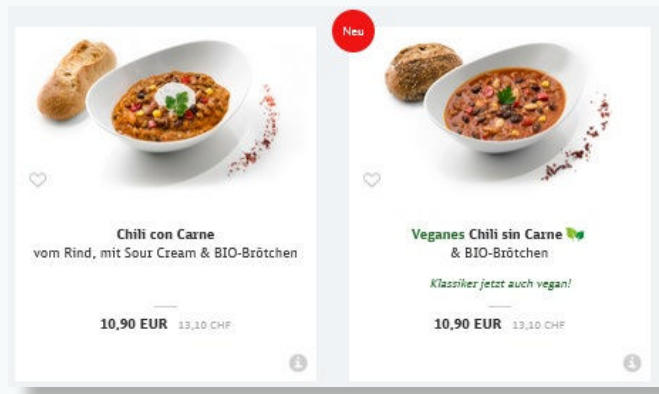 Neu
Chili con Carne
vom Rind, mit Sour Cream & BIO-Brötchen
10,90 EUR 13,10 CHF
Veganes Chili sin Carne
& BIO-Brötchen
Klassiker jetzt auch vegan!
10,90 EUR 13,10 CHF